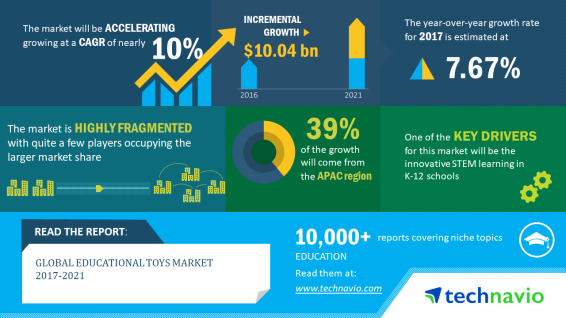 The market will be ACCELERATING
growing at a CAGR of nearly
10%
INCREMENTAL
GROWTH
$10.04 bn
2016
2021
The year-over-year growth rate
for 2017 is estimated at
7.67%
The market is HIGHLY FRAGMENTED
with quite a few players occupying the
larger market share
39%
of the growth
will come from
the APAC region
One of the KEY DRIVERS
for this market will be the
innovative STEM learning in
K-12 schools
READ THE REPORT:
GLOBAL EDUCATIONAL TOYS MARKET
2017-2021
10,000+ reports covering niche topics
EDUCATION
Read them at:
www.technavio.com
technavio